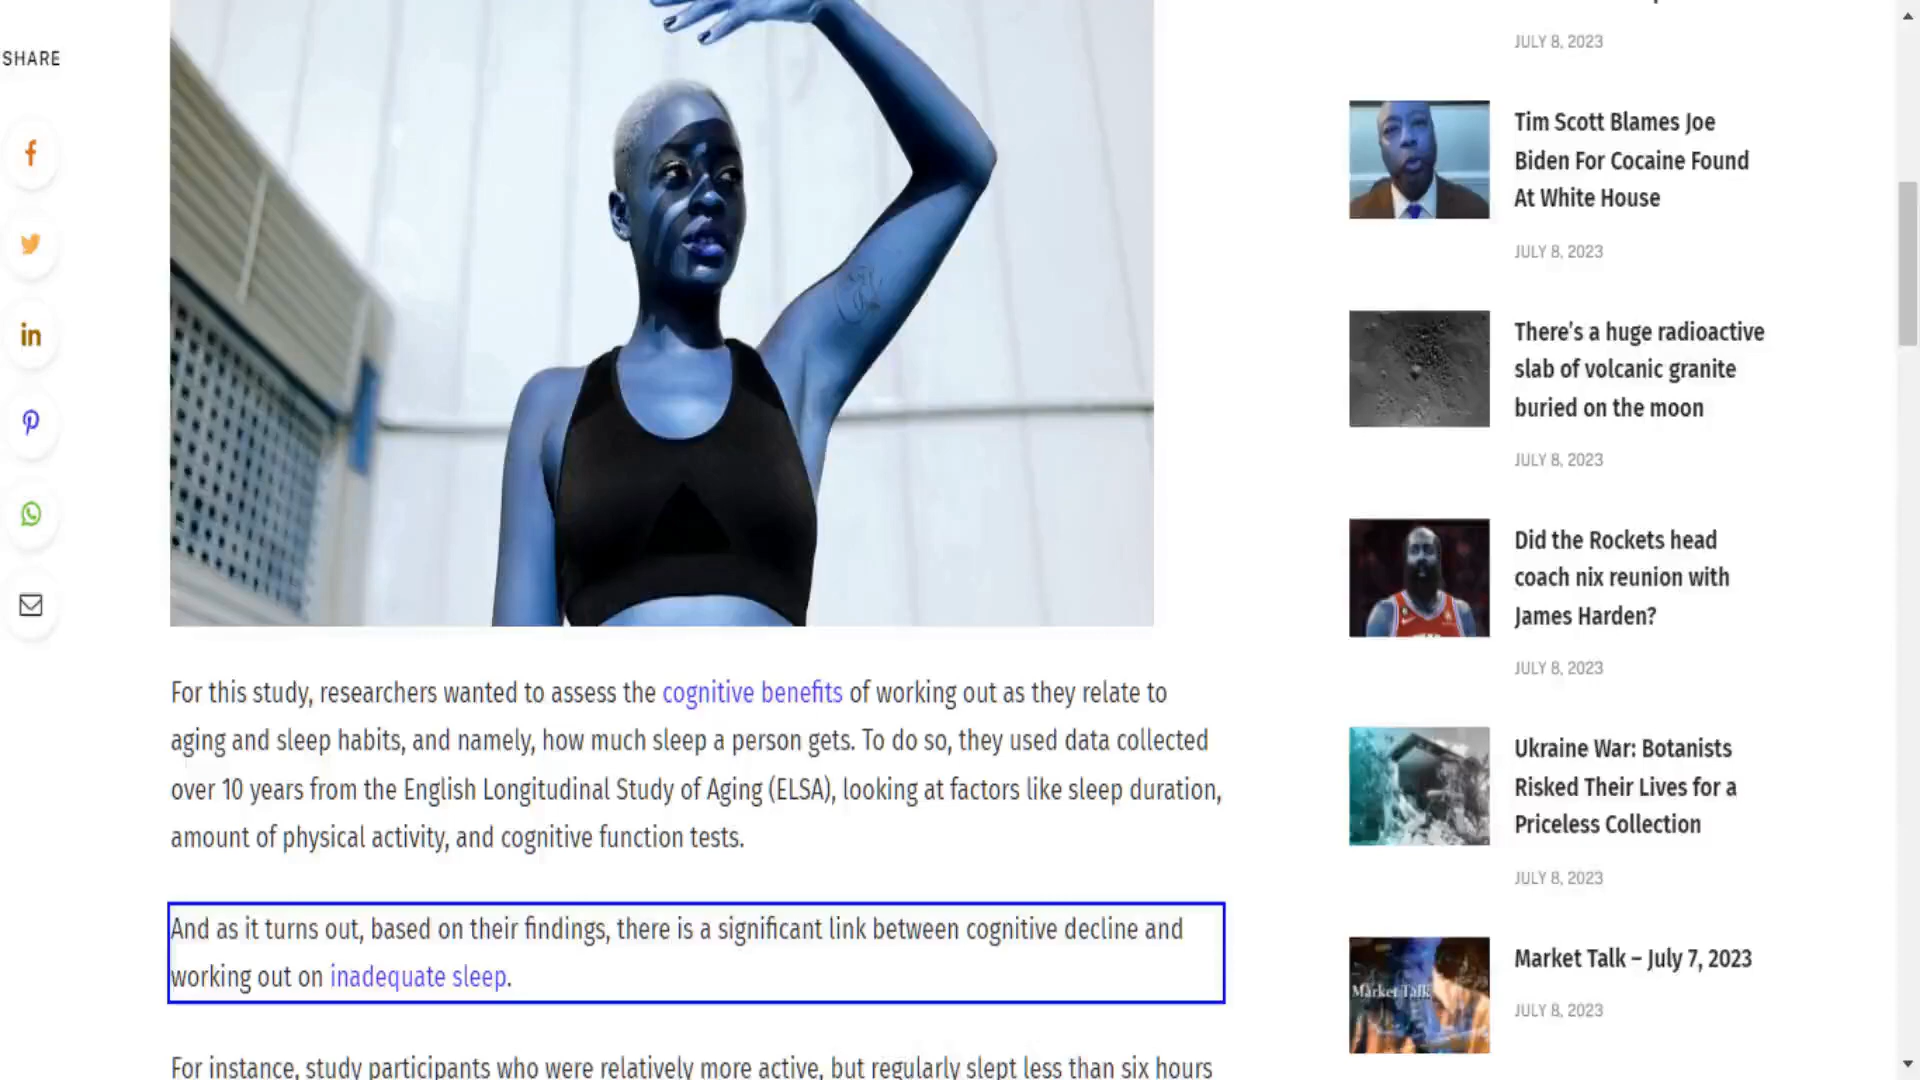 SHARE
For this study, researchers wanted to assess the cognitive benefits of working out as they relate to
aging and sleep habits, and namely, how much sleep a person gets. To do so, they used data collected
over 10 years from the English Longitudinal Study of Aging (ELSA), looking at factors like sleep duration,
amount of physical activity, and cognitive function tests.
And as it turns out, based on their findings, there is a significant link between cognitive decline and
working out on inadequate sleep.
For instance, study participants who were relatively more active, but regularly slept less than six hours
JULY 8, 2023
Tim Scott Blames Joe
Biden For Cocaine Found
At White House
JULY 8, 2023
There's a huge radioactive
slab of volcanic granite
buried on the moon
JULY 8, 2023
Did the Rockets head
coach nix reunion with
James Harden?
JULY 8, 2023
Ukraine War: Botanists
Risked Their Lives for a
Priceless Collection
JULY 8, 2023
Market Talk
Market Talk – July 7, 2023
JULY 8, 2023